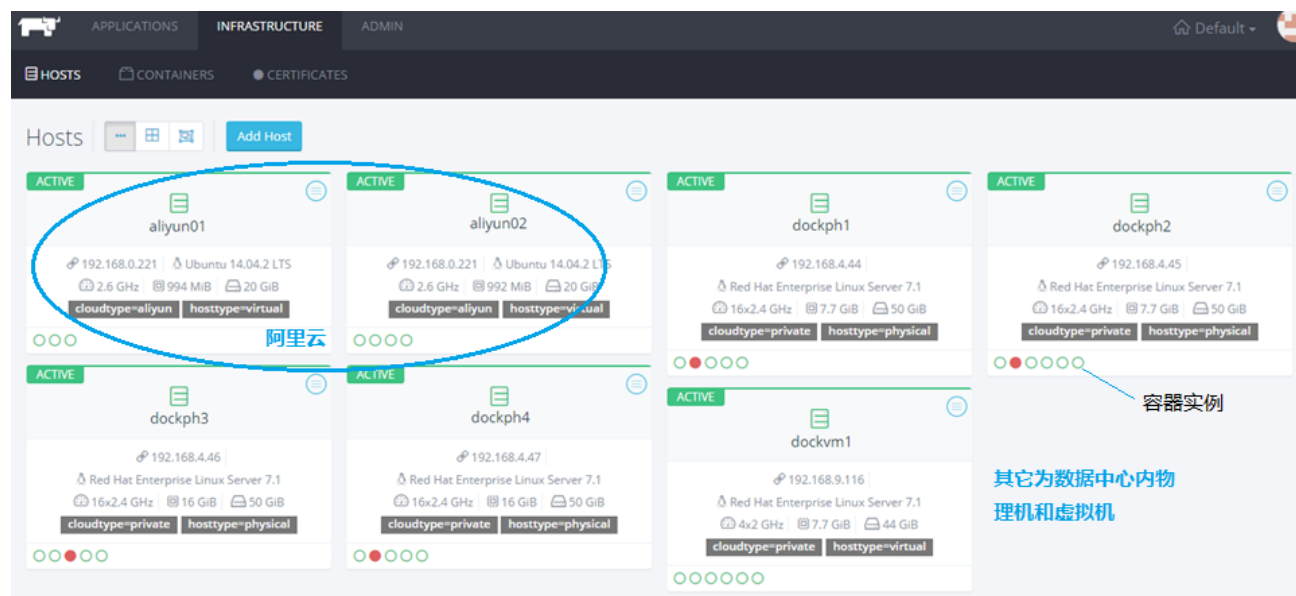 APPLICATIONS INFRASTRUCTURE ADMIN Default
HOSTS CONTAINERS CERTIFICATES
Hosts Add Host
ACTIVE
aliyun01
192.168.0.221 Ubuntu 14.04.2 LTS
2.6 GHz 994 MiB 20 GiB
cloudtype=aliyun hosttype=virtual
阿里云
ACTIVE
aliyun02
192.168.0.221 Ubuntu 14.04.2 LTS
2.6 GHz 992 MiB 20 GiB
cloudtype=aliyun hosttype=virtual
ACTIVE
dockph1
192.168.4.44
Red Hat Enterprise Linux Server 7.1
16x2.4 GHz 7.7 GiB 50 GiB
cloudtype=private hosttype=physical
ACTIVE
dockph2
192.168.4.45
Red Hat Enterprise Linux Server 7.1
16x2.4 GHz 7.7 GiB 50 GiB
cloudtype=private hosttype=physical
容器实例
ACTIVE
dockph3
192.168.4.46
Red Hat Enterprise Linux Server 7.1
16x2.4 GHz 16 GiB 50 GiB
cloudtype=private hosttype=physical
ACTIVE
dockph4
192.168.4.47
Red Hat Enterprise Linux Server 7.1
16x2.4 GHz 16 GiB 50 GiB
cloudtype=private hosttype=physical
ACTIVE
dockvm1
192.168.9.116
Red Hat Enterprise Linux Server 7.1
4x2 GHz 7.7 GiB 44 GiB
cloudtype=private hosttype=virtual
其它为数据中心内物
理机和虚拟机